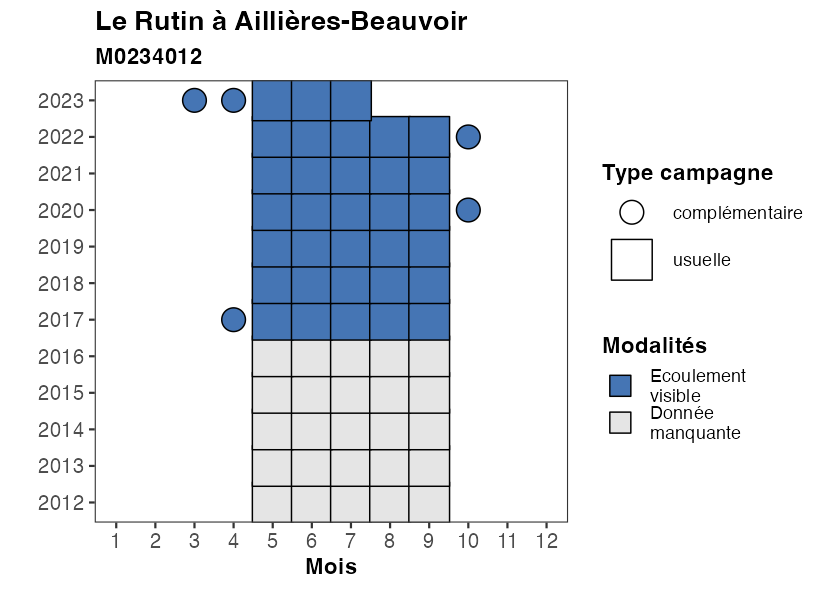 Le Rutin à Aillières-Beauvoir
M0234012
2023
2022
2021
2020
2019
2018
2017
2016
2015
2014
2013
2012
1 2 3 4 5 6 7 8 9 10 11 12
Mois
Type campagne
complémentaire
usuelle
Modalités
Ecoulement
visible
Donnée
manquante